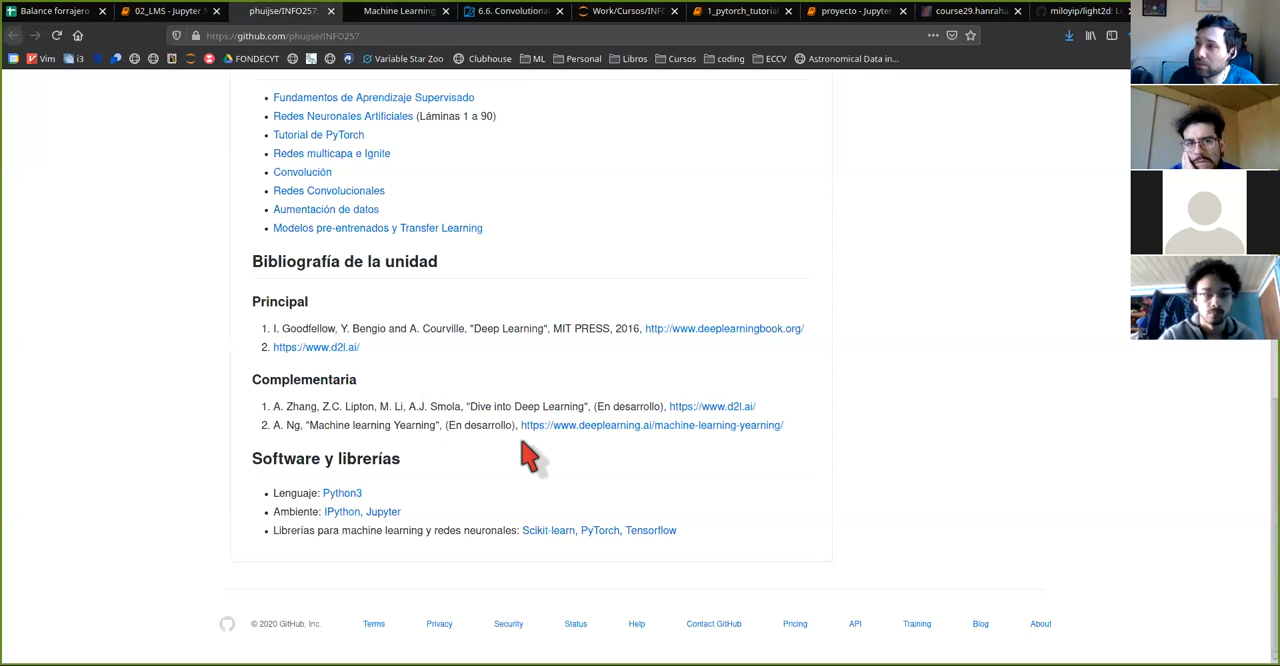 Balance forrajero
02_LMS - Jupyter N
phuijse/INFO257:
Machine Learning
6.6. Convolutiona
Work/Cursos/INFO
1_pytorch_tutorial
proyecto - Jupyter
course29.hanraha
miloyip/light2d: L
https://github.com/phuijse/INFO257
Vim
i3
FONDECYT
Variable Star Zoo
Clubhouse
ML
Personal
Libros
Cursos
coding
ECCV
Astronomical Data in...
Fundamentos de Aprendizaje Supervisado
Redes Neuronales Artificiales (Láminas 1 a 90)
Tutorial de PyTorch
Redes multicapa e Ignite
Convolución
Redes Convolucionales
Aumentación de datos
Modelos pre-entrenados y Transfer Learning
Bibliografía de la unidad
Principal
1. I. Goodfellow, Y. Bengio and A. Courville, "Deep Learning", MIT PRESS, 2016, http://www.deeplearningbook.org/
2. https://www.d2l.ai/
Complementaria
1. A. Zhang, Z.C. Lipton, M. Li, A.J. Smola, "Dive into Deep Learning", (En desarrollo), https://www.d2l.ai/
2. A. Ng, "Machine learning Yearning", (En desarrollo), https://www.deeplearning.ai/machine-learning-yearning/
Software y librerías
Lenguaje: Python3
Ambiente: IPython, Jupyter
Librerías para machine learning y redes neuronales: Scikit-learn, PyTorch, Tensorflow
© 2020 GitHub, Inc.
Terms
Privacy
Security
Status
Help
Contact GitHub
Pricing
API
Training
Blog
About